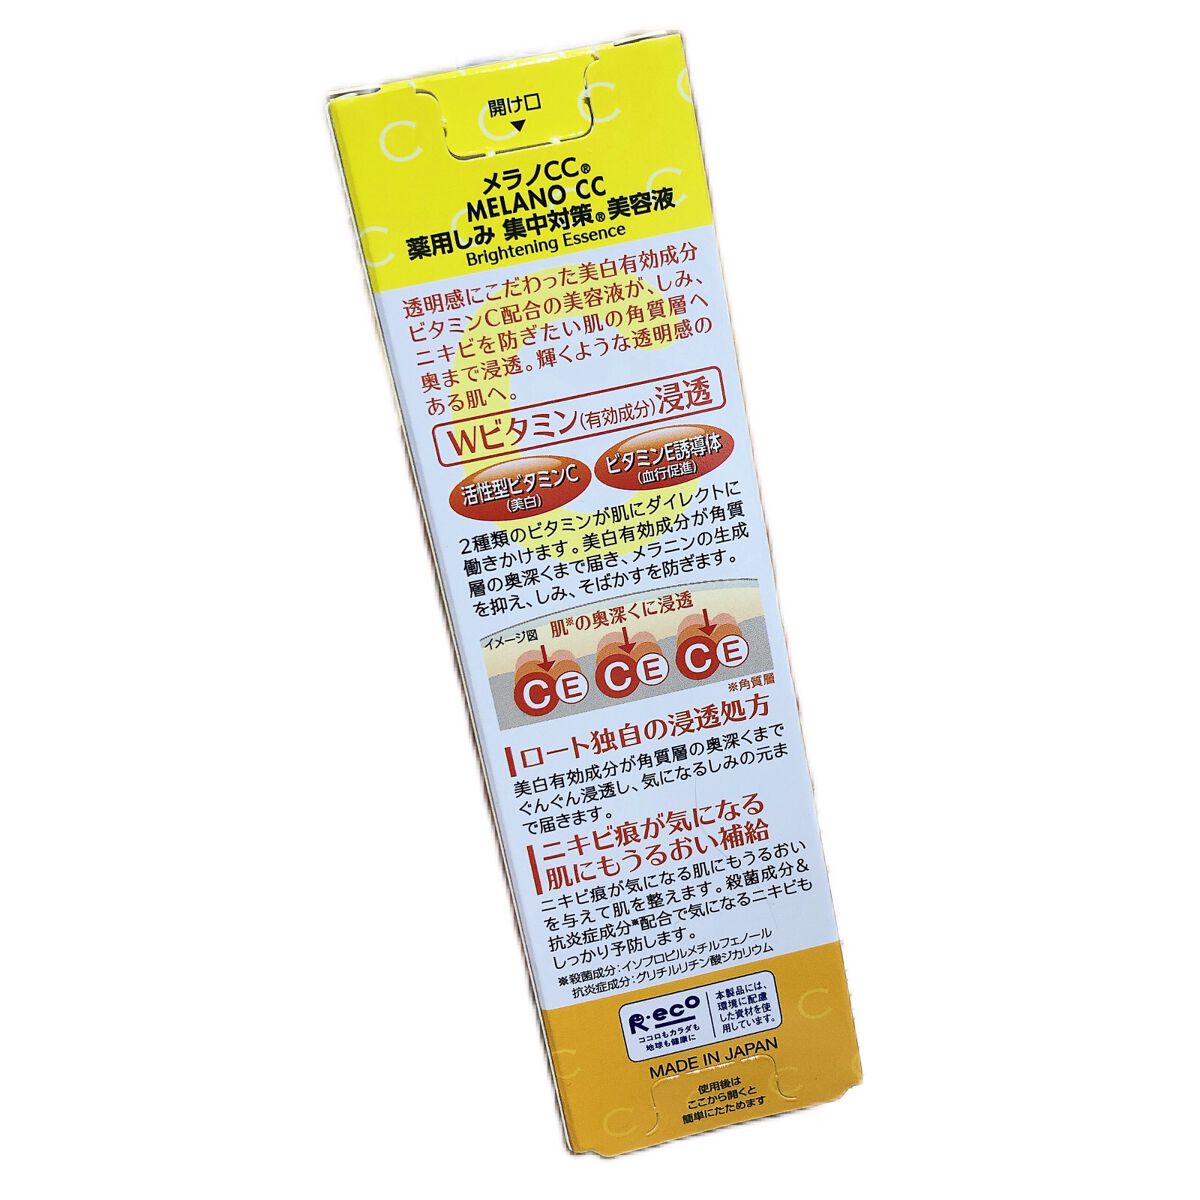 開け口
▼
メラノCC®
MELANO CC
薬用しみ 集中対策® 美容液
Brightening Essence
透明感にこだわった美白有効成分
ビタミンC配合の美容液が、しみ、
ニキビを防ぎたい肌の角質層へ
奥まで浸透。輝くような透明感の
ある肌へ。
Wビタミン(有効成分)浸透
活性型ビタミンC
(美白)
ビタミンE誘導体
(血行促進)
2種類のビタミンが肌にダイレクトに
働きかけます。美白有効成分が角質
層の奥深くまで届き、メラニンの生成
を抑え、しみ、そばかすを防ぎます。
イメージ図
肌※の奥深くに浸透
C E C E C E
※角質層
ロート独自の浸透処方
美白有効成分が角質層の奥深くまで
ぐんぐん浸透し、気になるしみの元ま
で届きます。
ニキビ痕が気になる
肌にもうるおい補給
ニキビ痕が気になる肌にもうるおい
を与えて肌を整えます。殺菌成分&
抗炎症成分※配合で気になるニキビも
しっかり予防します。
※殺菌成分:イソプロピルメチルフェノール
抗炎症成分:グリチルリチン酸ジカリウム
R・eco
ココロもカラダも
地球も健康に
本製品には、
環境に配慮
した資材を使
用しています。
MADE IN JAPAN
使用後は
ここから開くと
簡単にたためます